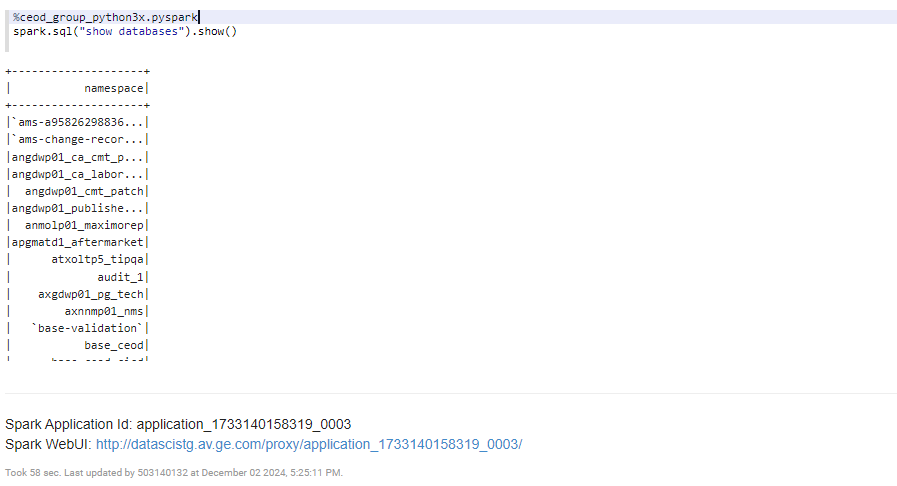 %ceod_group_python3x.pyspark
spark.sql("show databases").show()
+--------------------+
|           namespace|
+--------------------+
|`ams-a95826298836...|
|`ams-change-recor...|
|angdwp01_ca_cmt_p...|
|angdwp01_ca_labor...|
|  angdwp01_cmt_patch|
|angdwp01_publishe...|
|  anmolp01_maximorep|
|apgmatd1_aftermarket|
|      atxoltp5_tipqa|
|             audit_1|
|    axgdwp01_pg_tech|
|        axnnmp01_nms|
|   `base-validation`|
|           base_ceod|
Spark Application Id: application_1733140158319_0003
Spark WebUI: http://datascistg.av.ge.com/proxy/application_1733140158319_0003/
Took 58 sec. Last updated by 503140132 at December 02 2024, 5:25:11 PM.